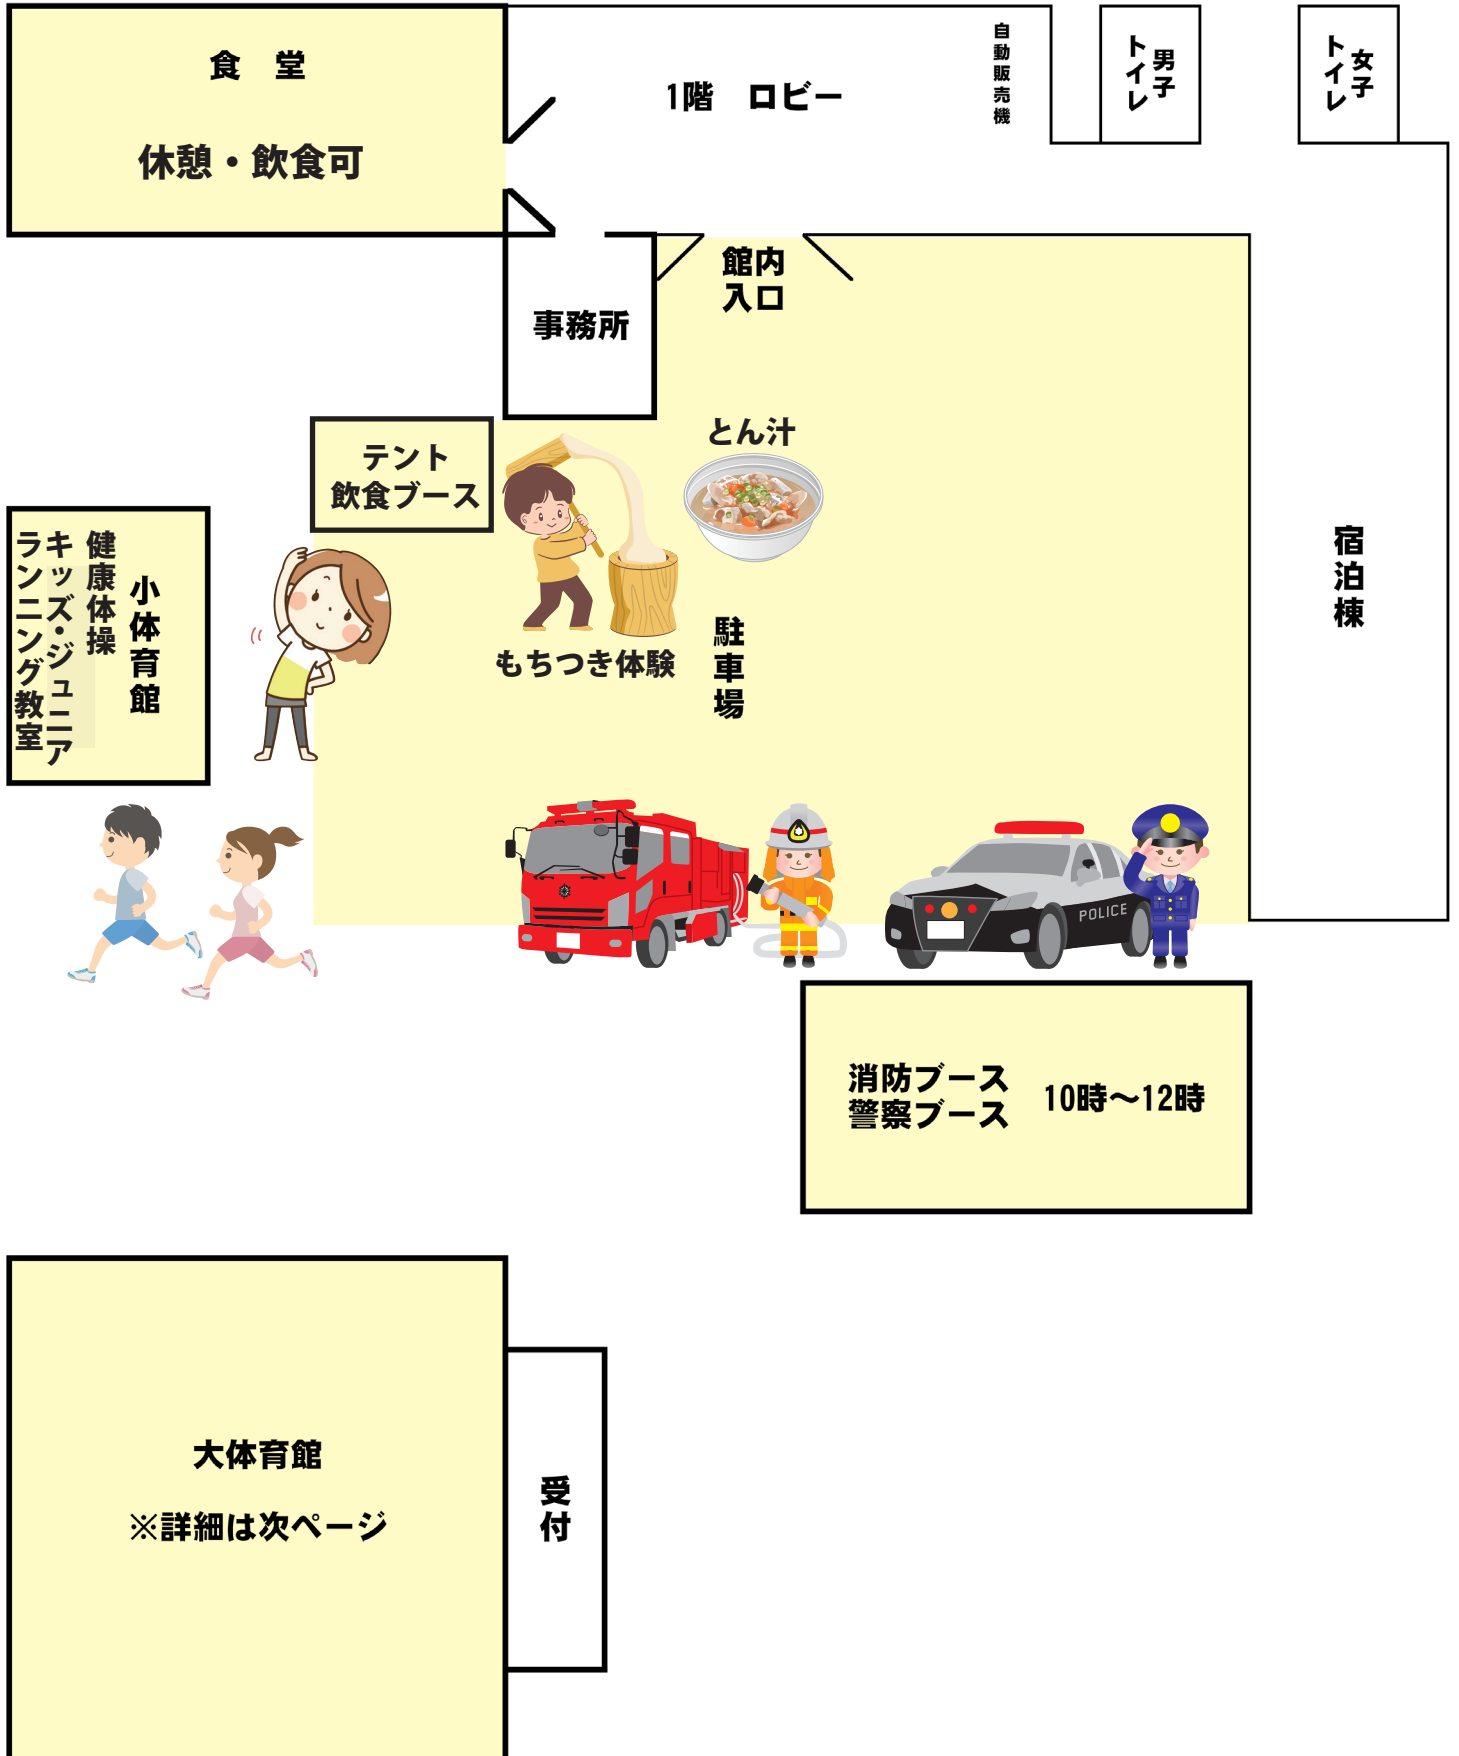 食　堂
休憩・飲食可
1階　ロビー
自動販売機
男子
トイレ
女子
トイレ
館内
入口
事務所
テント
飲食ブース
とん汁
もちつき体験
駐車場
宿泊棟
小体育館
健康体操
キッズ・ジュニア
ランニング教室
POLICE
消防ブース
警察ブース
10時～12時
大体育館
※詳細は次ページ
受付